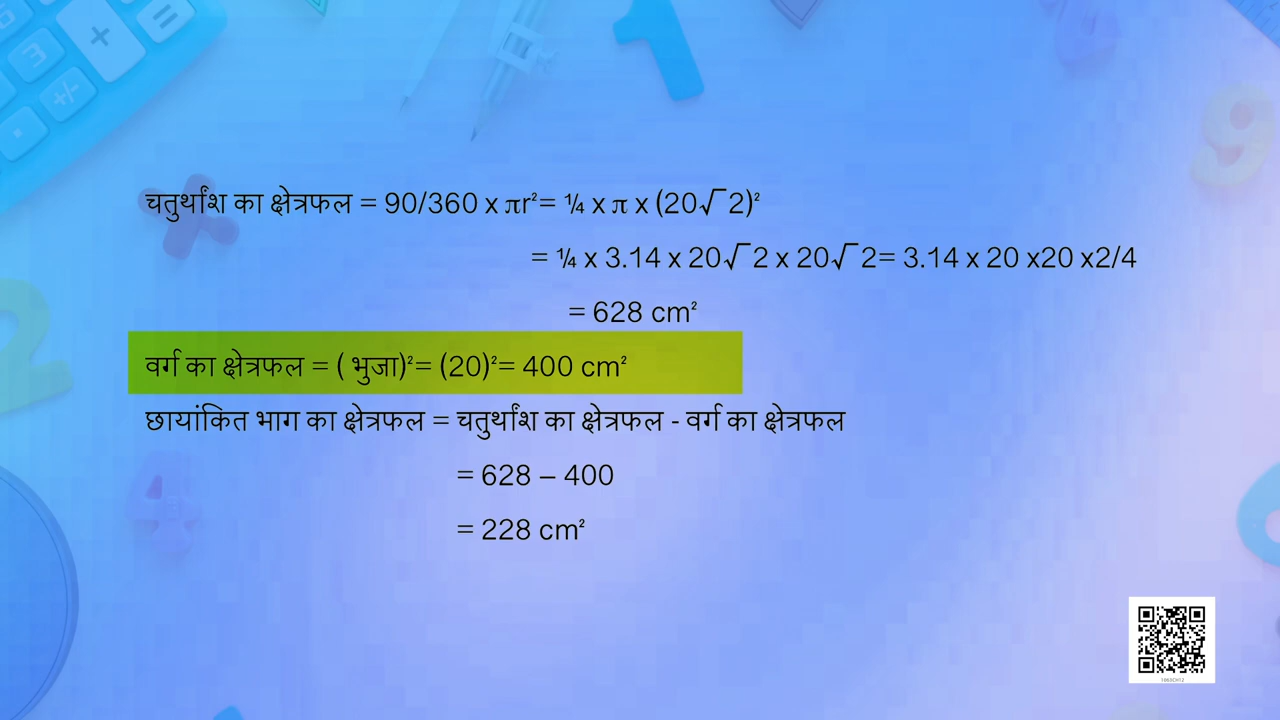 चतुर्थांश का क्षेत्रफल = 90/360 x πr²= ¼ x π x (20√2)²
= ¼ x 3.14 x 20√2 x 20√2= 3.14 x 20 x20 x2/4
= 628 cm²
वर्ग का क्षेत्रफल = ( भुजा)²= (20)²= 400 cm²
छायांकित भाग का क्षेत्रफल = चतुर्थांश का क्षेत्रफल - वर्ग का क्षेत्रफल
= 628 – 400
= 228 cm²
1063CH12